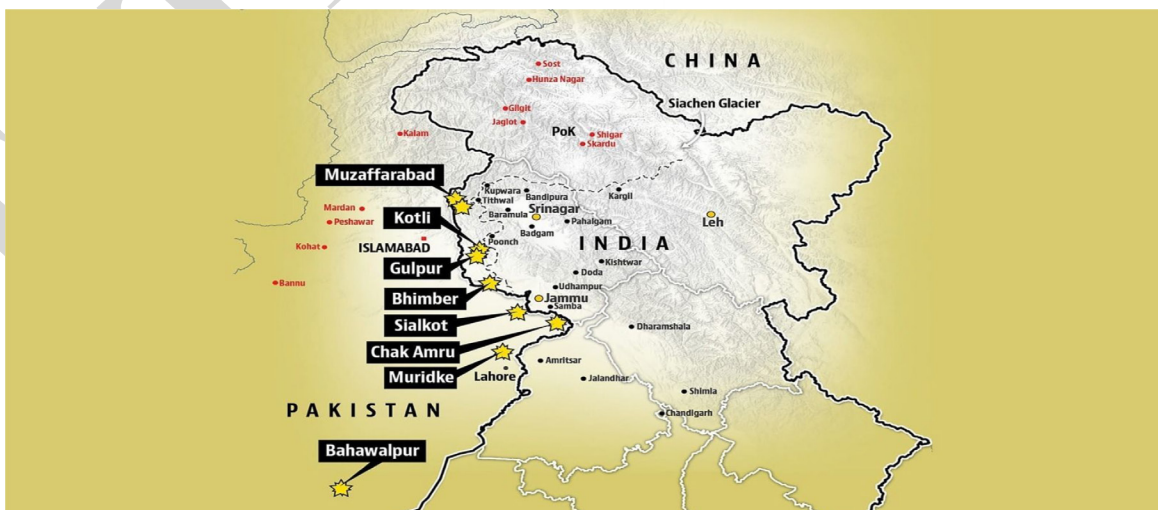 CHINA
Sost
Hunza Nagar
Siachen Glacier
Gilgit
Jaglot
PoK
Shigar
Skardu
Kalam
Muzaffarabad
Kupwara
Tithwal
Bandipura
Kargil
Mardan
Baramula
Srinagar
Peshawar
Pahalgam
Leh
Kotli
Badgam
Poonch
INDIA
Kohat
ISLAMABAD
Gulpur
Kishtwar
Doda
Bannu
Udhampur
Bhimber
Jammu
Samba
Sialkot
Dharamshala
Chak Amru
Amritsar
Muridke
Lahore
Jalandhar
Shimla
PAKISTAN
Chandigarh
Bahawalpur